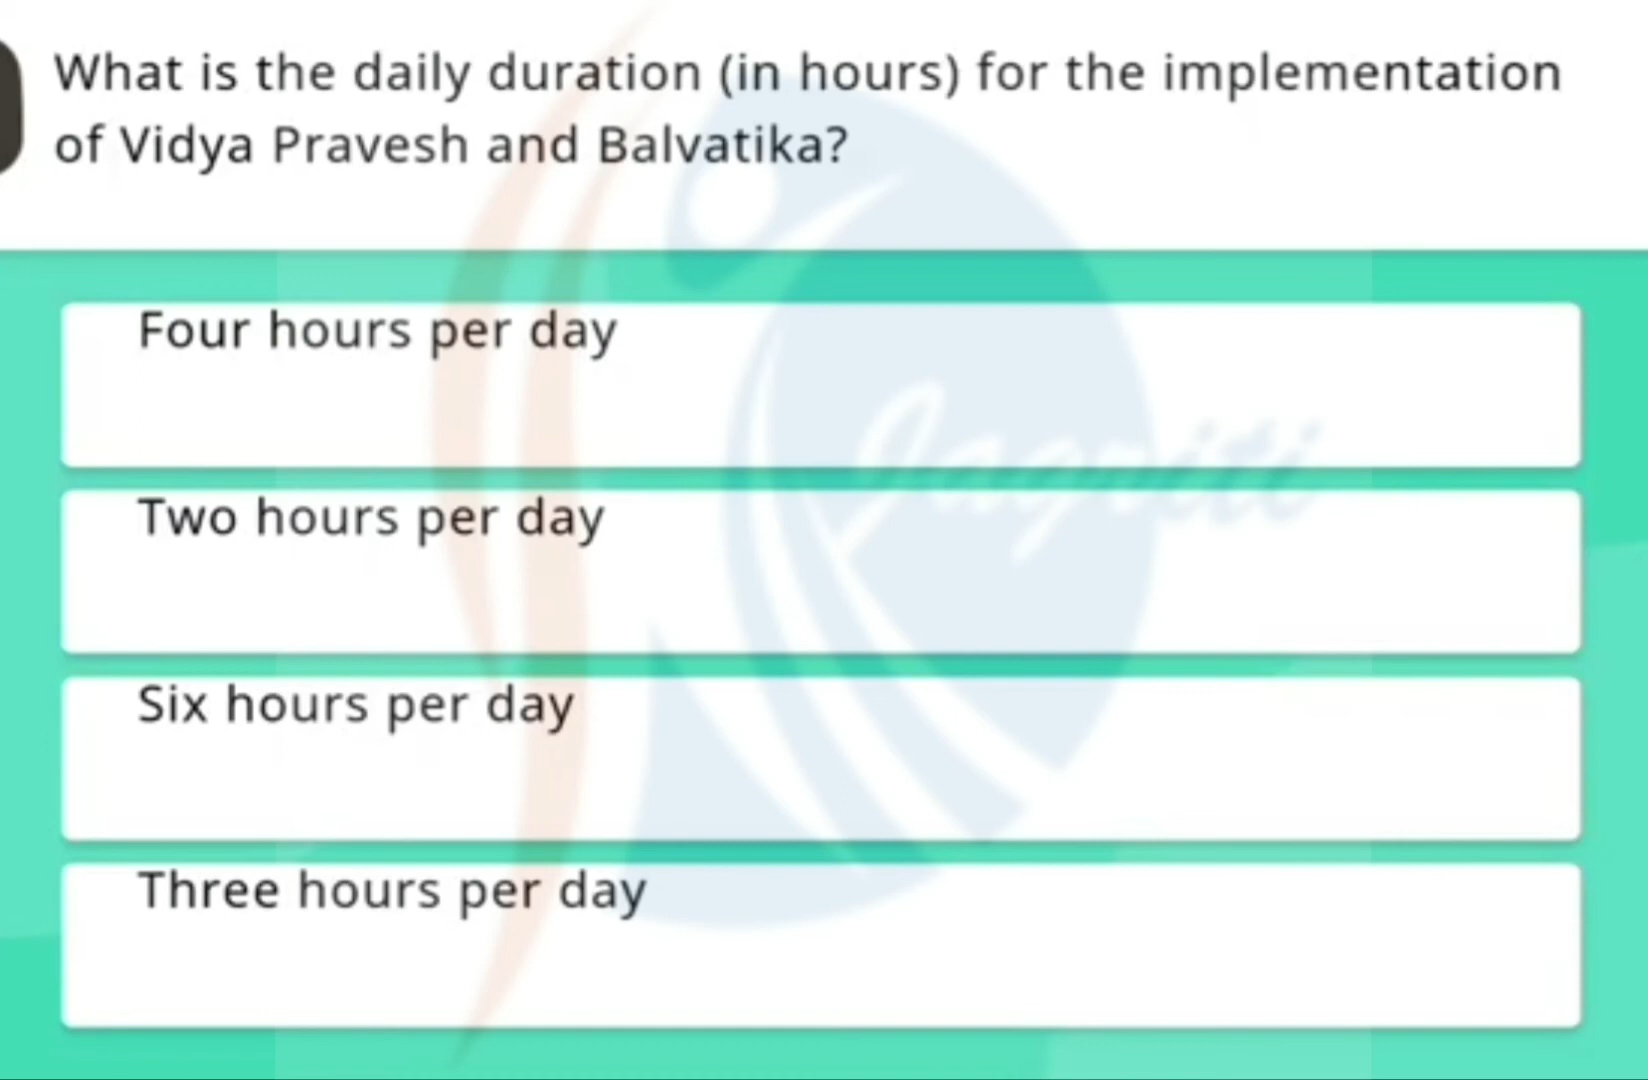 What is the daily duration (in hours) for the implementation
of Vidya Pravesh and Balvatika?
Four hours per day
Jagriti
Two hours per day
Six hours per day
Three hours per day